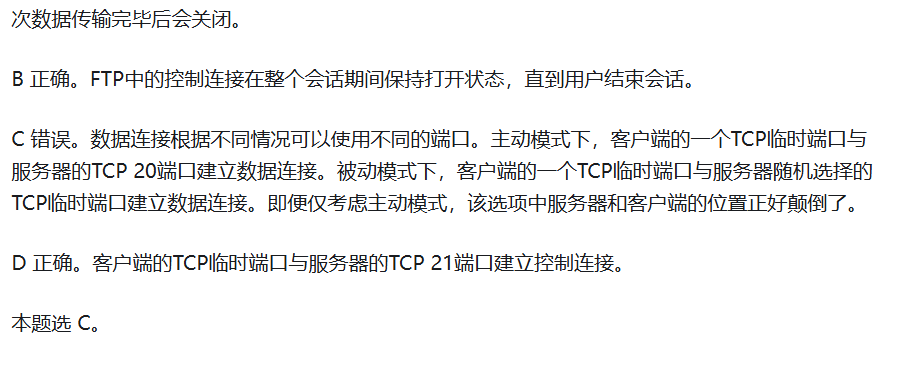 次数据传输完毕后会关闭。
B 正确。FTP中的控制连接在整个会话期间保持打开状态，直到用户结束会话。
C 错误。数据连接根据不同情况可以使用不同的端口。主动模式下，客户端的一个TCP临时端口与
服务器的TCP 20端口建立数据连接。被动模式下，客户端的一个TCP临时端口与服务器随机选择的
TCP临时端口建立数据连接。即便仅考虑主动模式，该选项中服务器和客户端的位置正好颠倒了。
D 正确。客户端的TCP临时端口与服务器的TCP 21端口建立控制连接。
本题选 C。